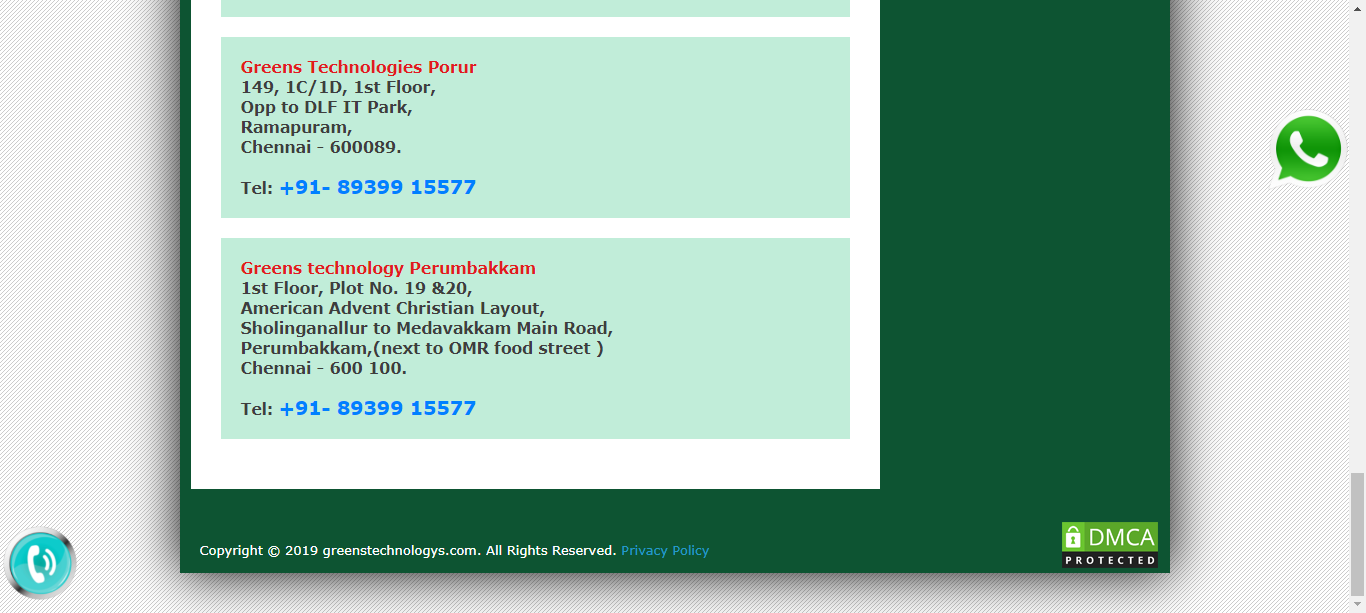 Greens Technologies Porur
149, 1C/1D, 1st Floor,
Opp to DLF IT Park,
Ramapuram,
Chennai - 600089.
Tel: +91- 89399 15577
Greens technology Perumbakkam
1st Floor, Plot No. 19 &20,
American Advent Christian Layout,
Sholinganallur to Medavakkam Main Road,
Perumbakkam,(next to OMR food street )
Chennai - 600 100.
Tel: +91- 89399 15577
Copyright © 2019 greenstechnologys.com. All Rights Reserved. Privacy Policy
DMCA
PROTECTED